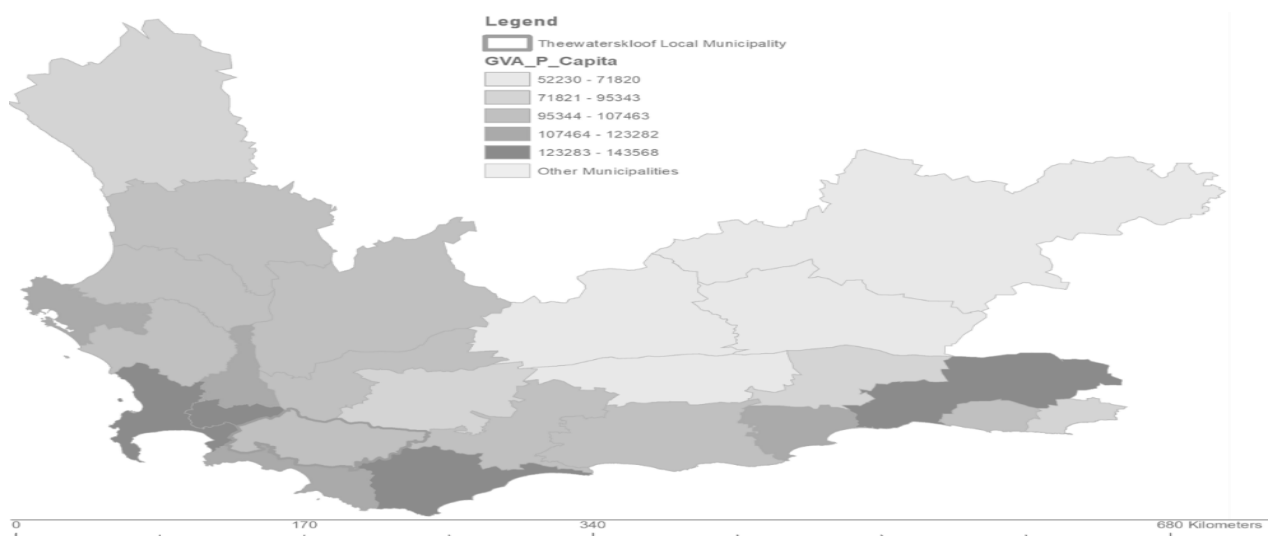 Legend
Theewaterskloof Local Municipality
GVA_P_Capita
52230 - 71820
71821 - 95343
95344 - 107463
107464 - 123282
123283 - 143568
Other Municipalities
0 170 340 680 Kilometers